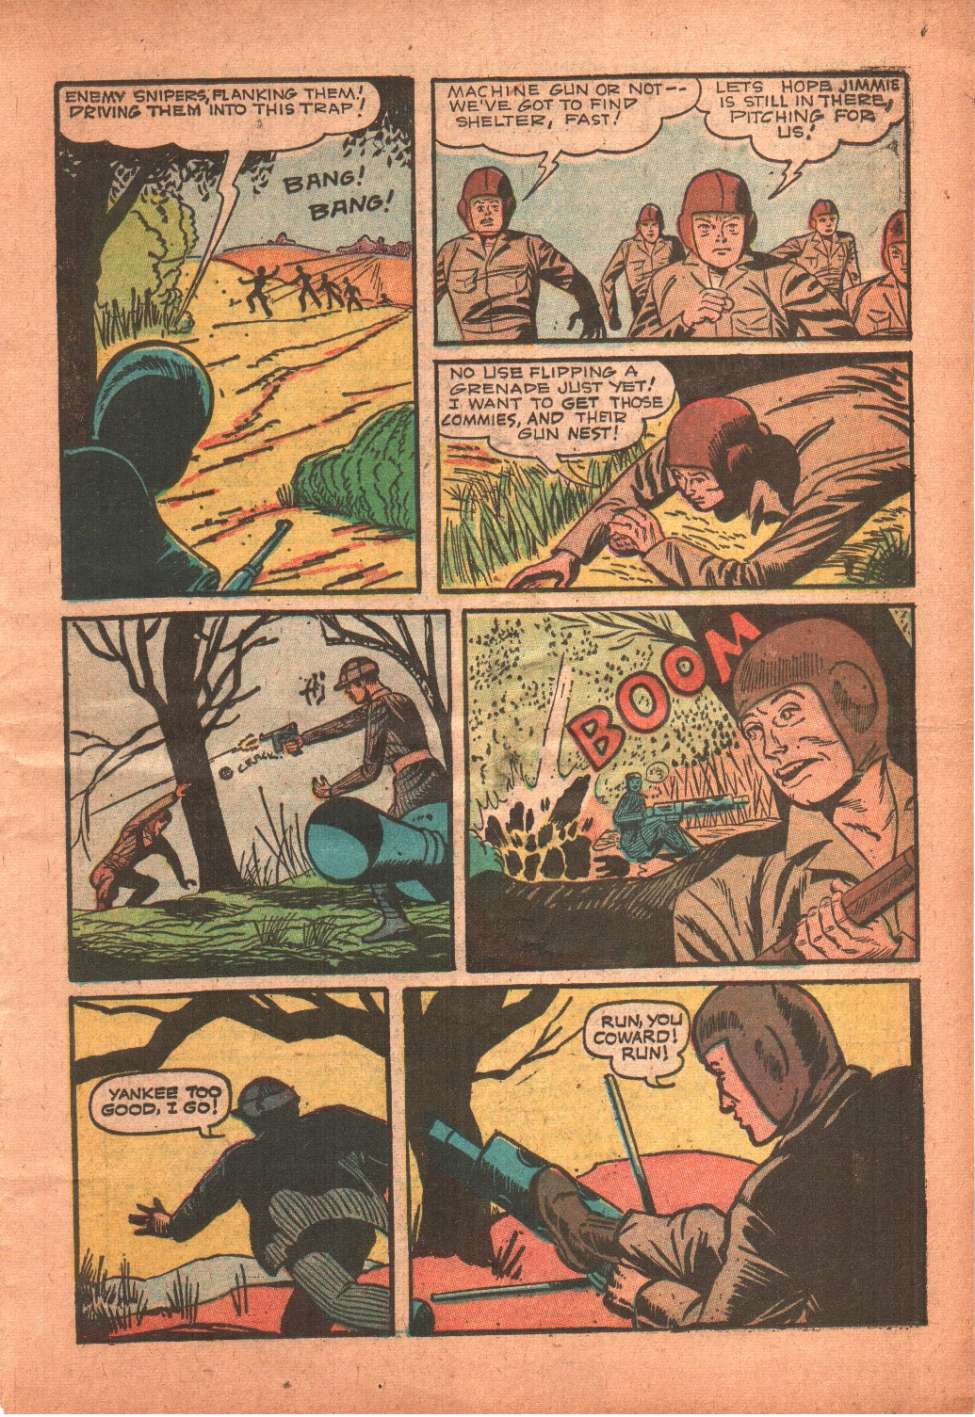 ENEMY SNIPERS, FLANKING THEM!
DRIVING THEM INTO THIS TRAP!
BANG!
BANG!
MACHINE GUN OR NOT--
WE'VE GOT TO FIND
SHELTER, FAST!
LETS HOPE JIMMIE
IS STILL IN THERE,
PITCHING FOR
US!
NO USE FLIPPING A
GRENADE JUST YET!
I WANT TO GET THOSE
COMMIES, AND THEIR
GUN NEST!
CRACK!
BOOM
YANKEE TOO
GOOD, I GO!
RUN, YOU
COWARD!
RUN!